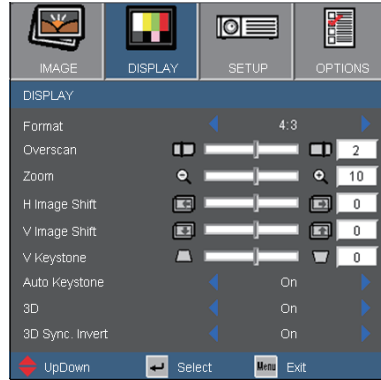 IMAGE DISPLAY SETUP OPTIONS
DISPLAY
Format 4:3
Overscan 2
Zoom 10
H Image Shift 0
V Image Shift 0
V Keystone 0
Auto Keystone On
3D On
3D Sync. Invert On
UpDown Select Menu Exit